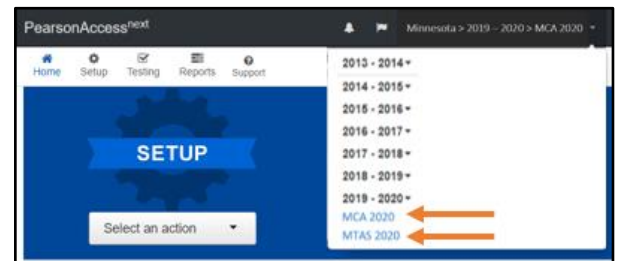 PearsonAccessnext
Minnesota > 2019 – 2020 > MCA 2020
Home Setup Testing Reports Support
2013 - 2014
2014 - 2015
2015 - 2016
2016 - 2017
2017 - 2018
2018 - 2019
2019 - 2020
MCA 2020
MTAS 2020
SETUP
Select an action